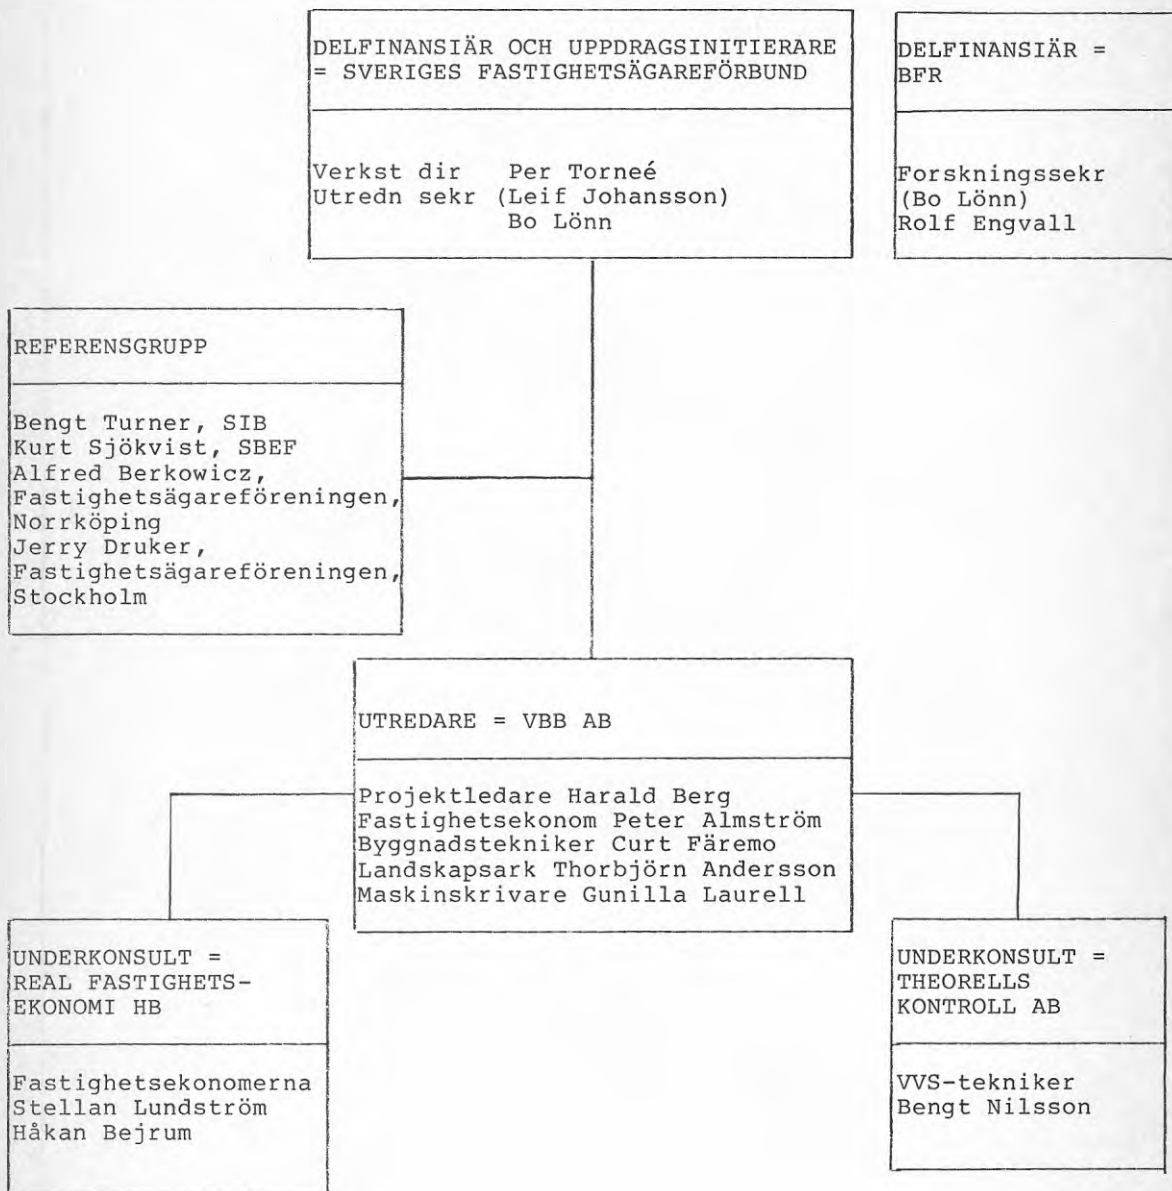 DELFINANSIÄR OCH UPPDRAGSINITIERARE
= SVERIGES FASTIGHETSÄGAREFÖRBUND
Verkst dir Per Torneé
Utredn sekr (Leif Johansson)
Bo Lönn
DELFINANSIÄR =
BFR
Forskningssekr
(Bo Lönn)
Rolf Engvall
REFERENSGRUPP
Bengt Turner, SIB
Kurt Sjökvist, SBEF
Alfred Berkowicz,
Fastighetsägareföreningen,
Norrköping
Jerry Druker,
Fastighetsägareföreningen,
Stockholm
UTREDARE = VBB AB
Projektledare Harald Berg
Fastighetsekonom Peter Almström
Byggnadstekniker Curt Färemo
Landskapsark Thorbjörn Andersson
Maskinskrivare Gunilla Laurell
UNDERKONSULT =
REAL FASTIGHETS-
EKONOMI HB
Fastighetsekonomerna
Stellan Lundström
Håkan Bejrum
UNDERKONSULT =
THEORELLS
KONTROLL AB
VVS-tekniker
Bengt Nilsson